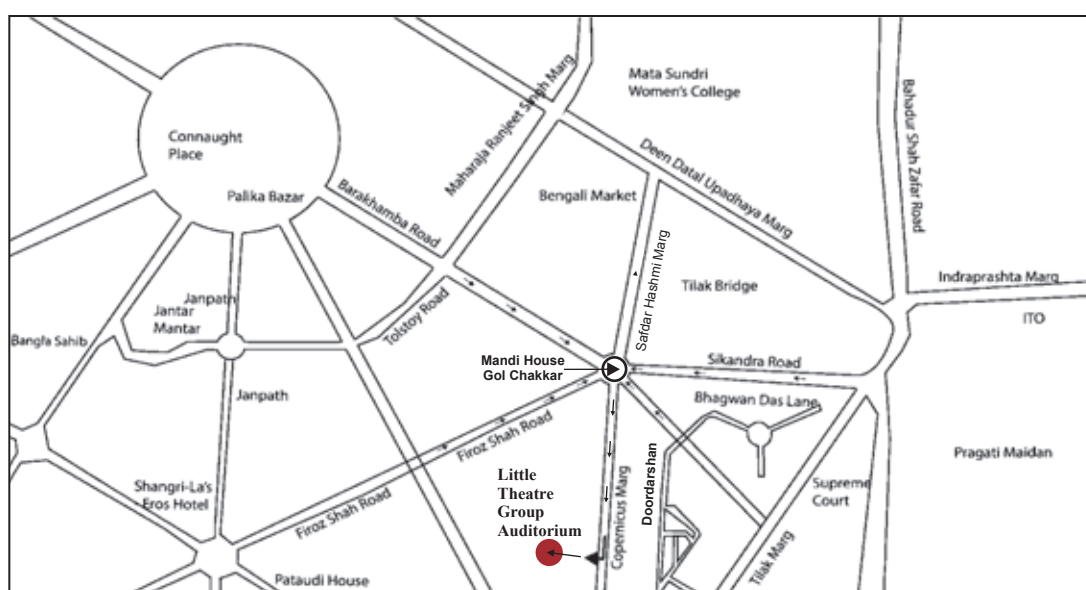 Mata Sundri
Women's College
Maharaja Ranjeet Singh Marg
Bahadur Shah Zafar Road
Connaught
Place
Deen Datal Upadhaya Marg
Palika Bazar
Barakhamba Road
Bengali Market
Safdar Hashmi Marg
Tilak Bridge
Indraprashta Marg
ITO
Janpath
Jantar
Mantar
Tolstoy Road
Bangla Sahib
Mandi House
Gol Chakkar
Sikandra Road
Janpath
Bhagwan Das Lane
Firoz Shah Road
Pragati Maidan
Shangri-La's
Eros Hotel
Little
Theatre
Group
Auditorium
Doordarshan
Supreme
Court
Firoz Shah Road
Copernicus Marg
Tilak Marg
Pataudi House